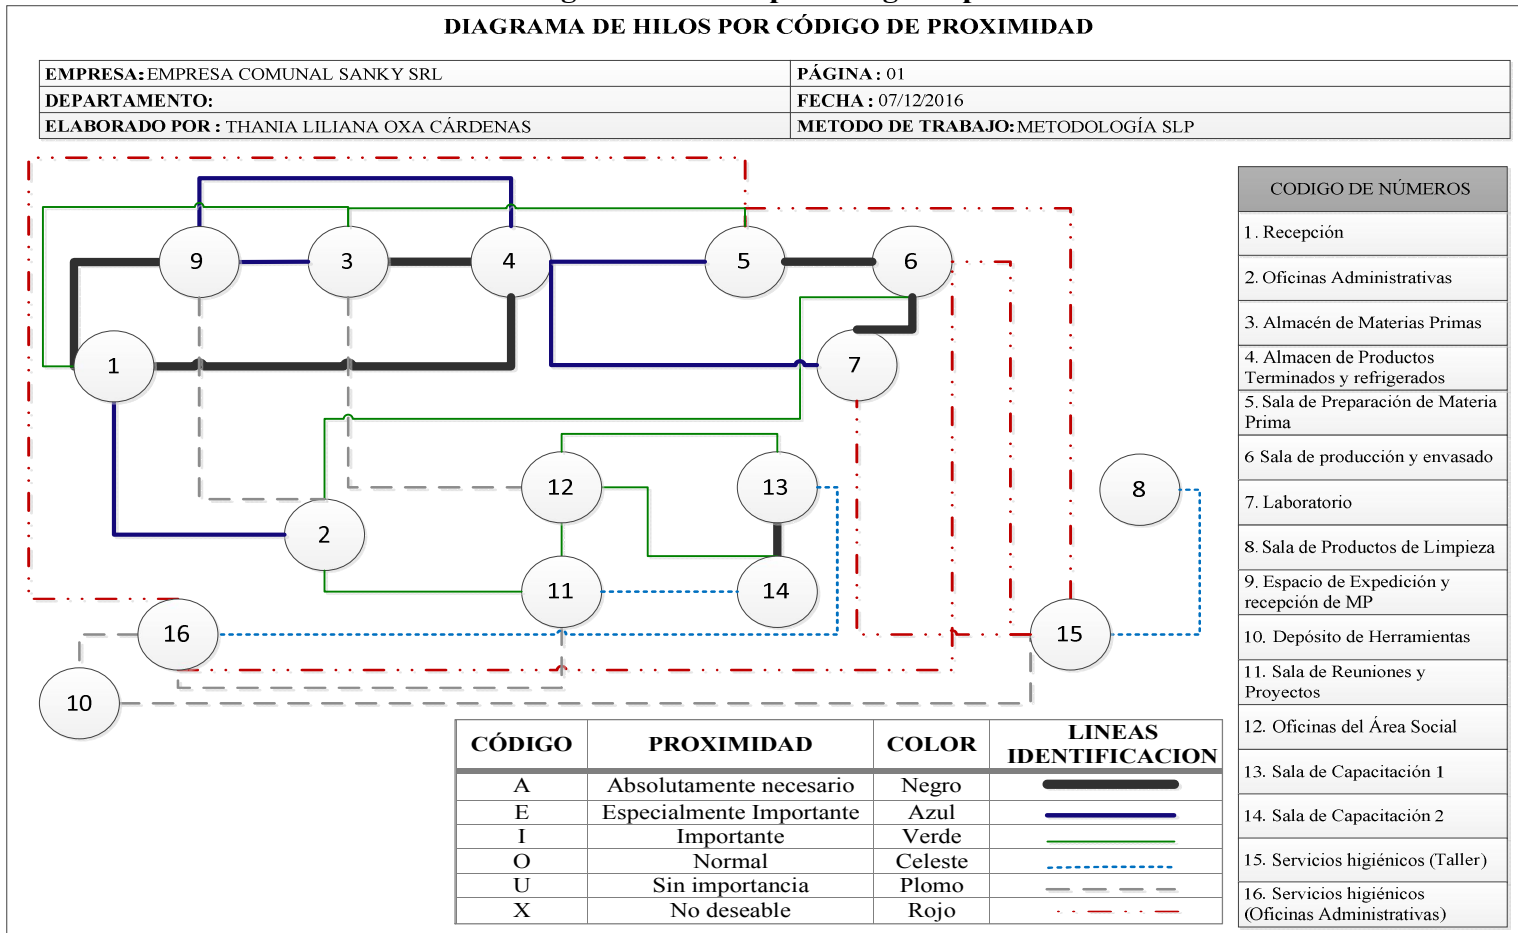 DIAGRAMA DE HILOS POR CÓDIGO DE PROXIMIDAD
EMPRESA: EMPRESA COMUNAL SANKY SRL
PÁGINA : 01
DEPARTAMENTO:
FECHA : 07/12/2016
ELABORADO POR : THANIA LILIANA OXA CÁRDENAS
METODO DE TRABAJO: METODOLOGÍA SLP
9
3
4
5
6
1
7
12
13
8
2
11
14
16
15
10
CODIGO DE NÚMEROS
1. Recepción
2. Oficinas Administrativas
3. Almacén de Materias Primas
4. Almacen de Productos
Terminados y refrigerados
5. Sala de Preparación de Materia
Prima
6 Sala de producción y envasado
7. Laboratorio
8. Sala de Productos de Limpieza
9. Espacio de Expedición y
recepción de MP
10. Depósito de Herramientas
11. Sala de Reuniones y
Proyectos
12. Oficinas del Área Social
13. Sala de Capacitación 1
14. Sala de Capacitación 2
15. Servicios higiénicos (Taller)
16. Servicios higiénicos
(Oficinas Administrativas)
CÓDIGO PROXIMIDAD COLOR LINEAS
IDENTIFICACION
A Absolutamente necesario Negro
E Especialmente Importante Azul
I Importante Verde
O Normal Celeste
U Sin importancia Plomo
X No deseable Rojo